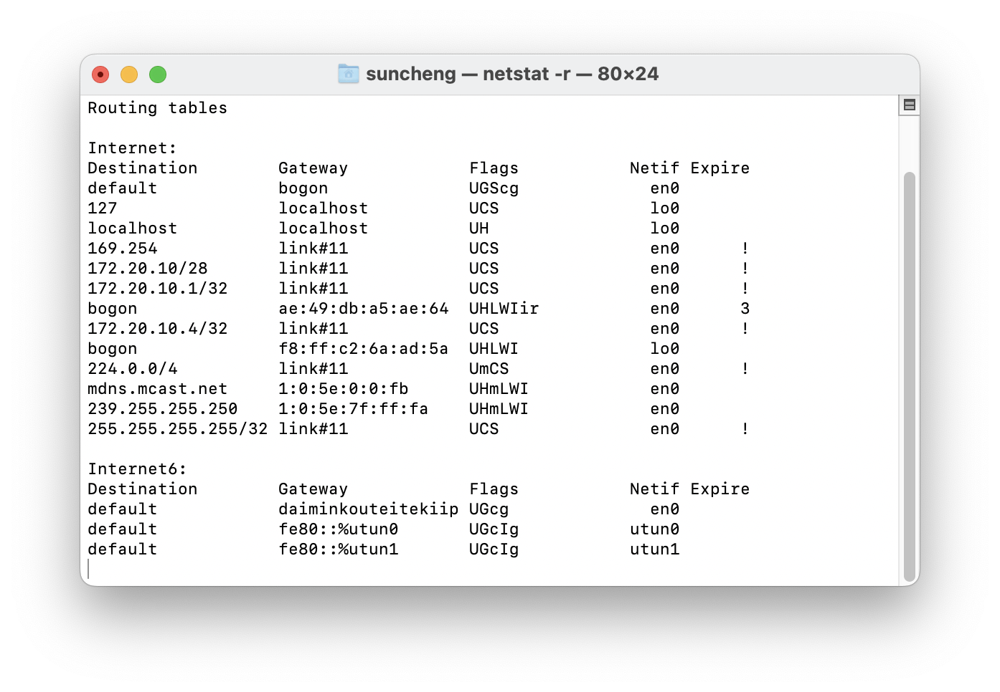 suncheng — netstat -r — 80×24
Routing tables
Internet:
Destination Gateway Flags Netif Expire
default bogon UGScg en0
127 localhost UCS lo0
localhost localhost UH lo0
169.254 link#11 UCS en0 !
172.20.10/28 link#11 UCS en0 !
172.20.10.1/32 link#11 UCS en0 !
bogon ae:49:db:a5:ae:64 UHLWIir en0 3
172.20.10.4/32 link#11 UCS en0 !
bogon f8:ff:c2:6a:ad:5a UHLWI lo0
224.0.0/4 link#11 UmCS en0 !
mdns.mcast.net 1:0:5e:0:0:fb UHmLWI en0
239.255.255.250 1:0:5e:7f:ff:fa UHmLWI en0
255.255.255.255/32 link#11 UCS en0 !
Internet6:
Destination Gateway Flags Netif Expire
default daiminkouteitekiip UGcg en0
default fe80::%utun0 UGcIg utun0
default fe80::%utun1 UGcIg utun1